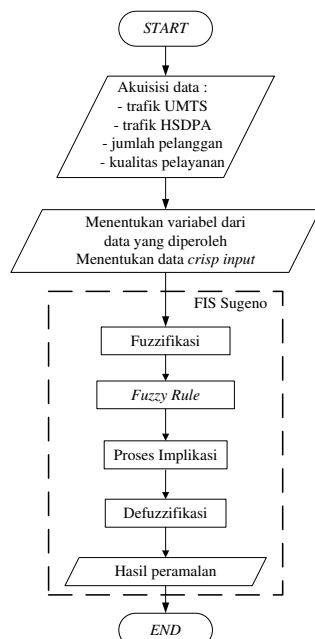 START
Akuisisi data :
- trafik UMTS
- trafik HSDPA
- jumlah pelanggan
- kualitas pelayanan
Menentukan variabel dari
data yang diperoleh
Menentukan data crisp input
FIS Sugeno
Fuzzifikasi
Fuzzy Rule
Proses Implikasi
Defuzzifikasi
Hasil peramalan
END